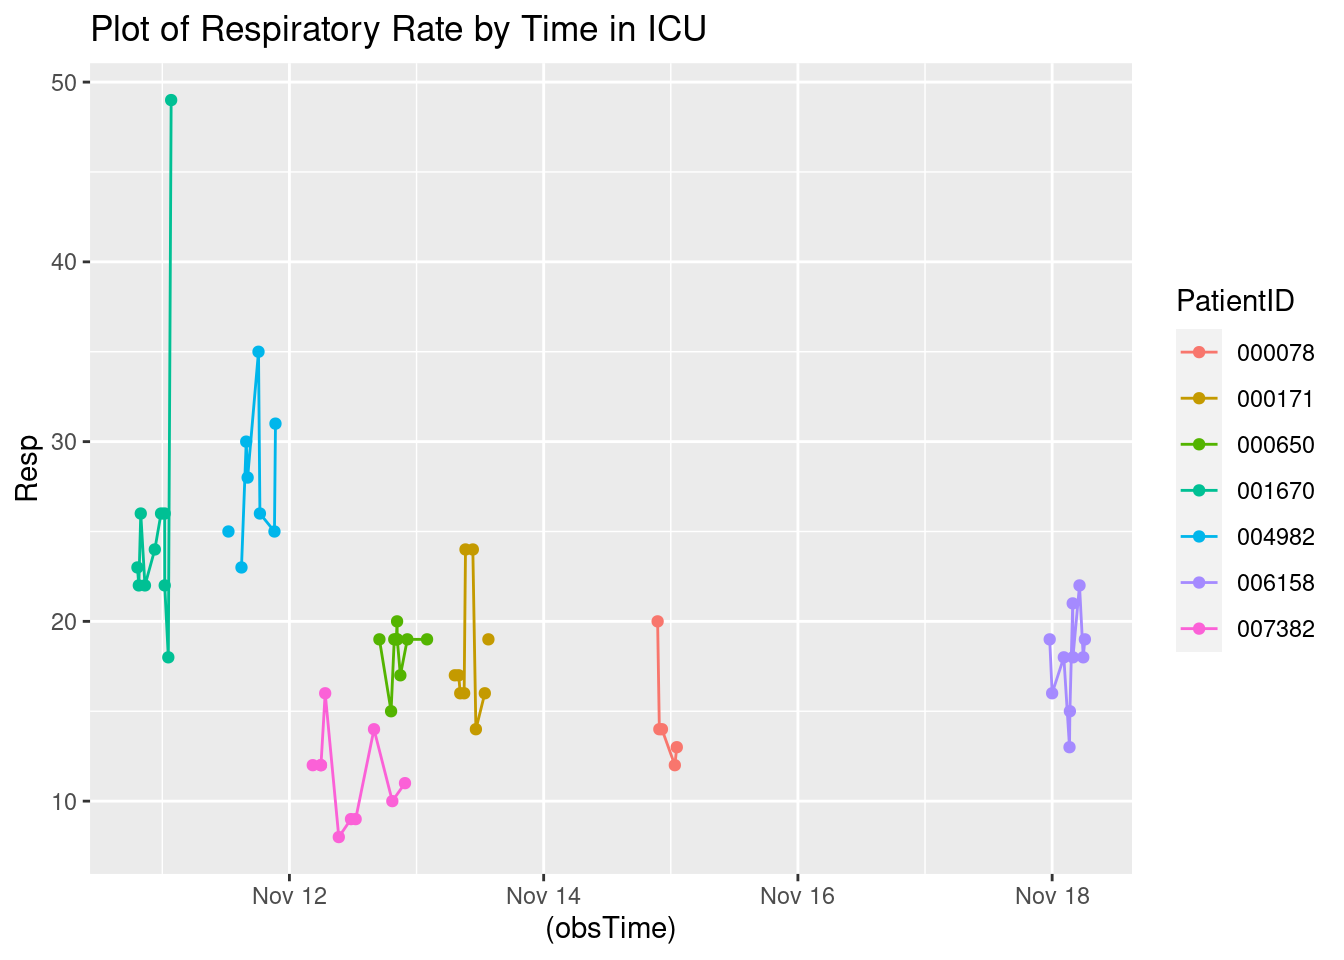 Plot of Respiratory Rate by Time in ICU
50
40
30
20
10
Resp
Nov 12
Nov 14
Nov 16
Nov 18
(obsTime)
PatientID
000078
000171
000650
001670
004982
006158
007382